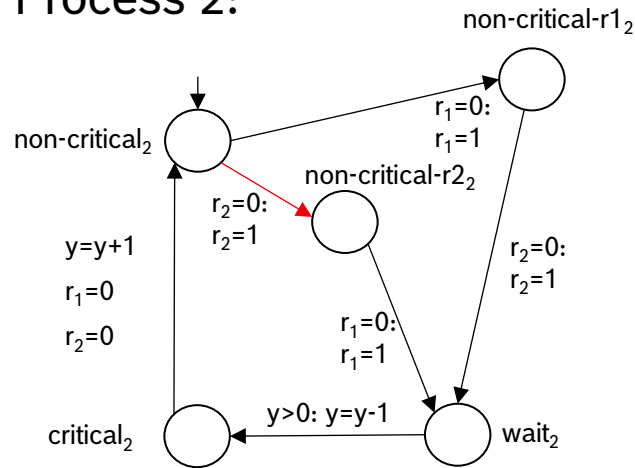 Process 2:
non-critical-r1₂
r₁=0:
r₁=1
non-critical₂
non-critical-r2₂
r₂=0:
r₂=1
y=y+1
r₁=0
r₂=0
r₂=0:
r₂=1
r₁=0:
r₁=1
y>0: y=y-1
critical₂
wait₂